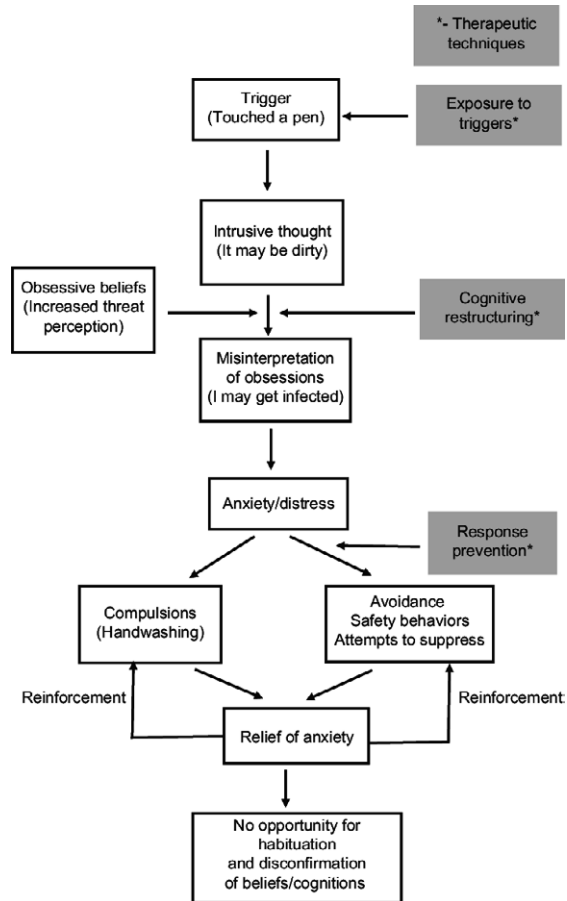 *- Therapeutic
techniques
Trigger
(Touched a pen)
Exposure to
triggers*
Intrusive thought
(It may be dirty)
Obsessive beliefs
(Increased threat
perception)
Cognitive
restructuring*
Misinterpretation
of obsessions
(I may get infected)
Anxiety/distress
Response
prevention*
Compulsions
(Handwashing)
Avoidance
Safety behaviors
Attempts to suppress
Reinforcement
Reinforcement:
Relief of anxiety
No opportunity for
habituation
and disconfirmation
of beliefs/cognitions